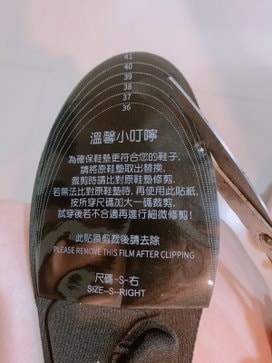 41
40
39
38
37
36
溫馨小叮嚀
為確保鞋墊更符合您的鞋子,
請將原鞋墊取出替換,
裁剪時請比對原鞋墊修剪.
若無法比對原鞋墊時,再使用此貼紙,
按所穿尺碼加大一碼裁剪,
試穿後若不合適再進行細微修剪!
此貼膜剪裁後請去除
PLEASE REMOVE THIS FILM AFTER CLIPPING
尺碼-S-右
SIZE-S-RIGHT